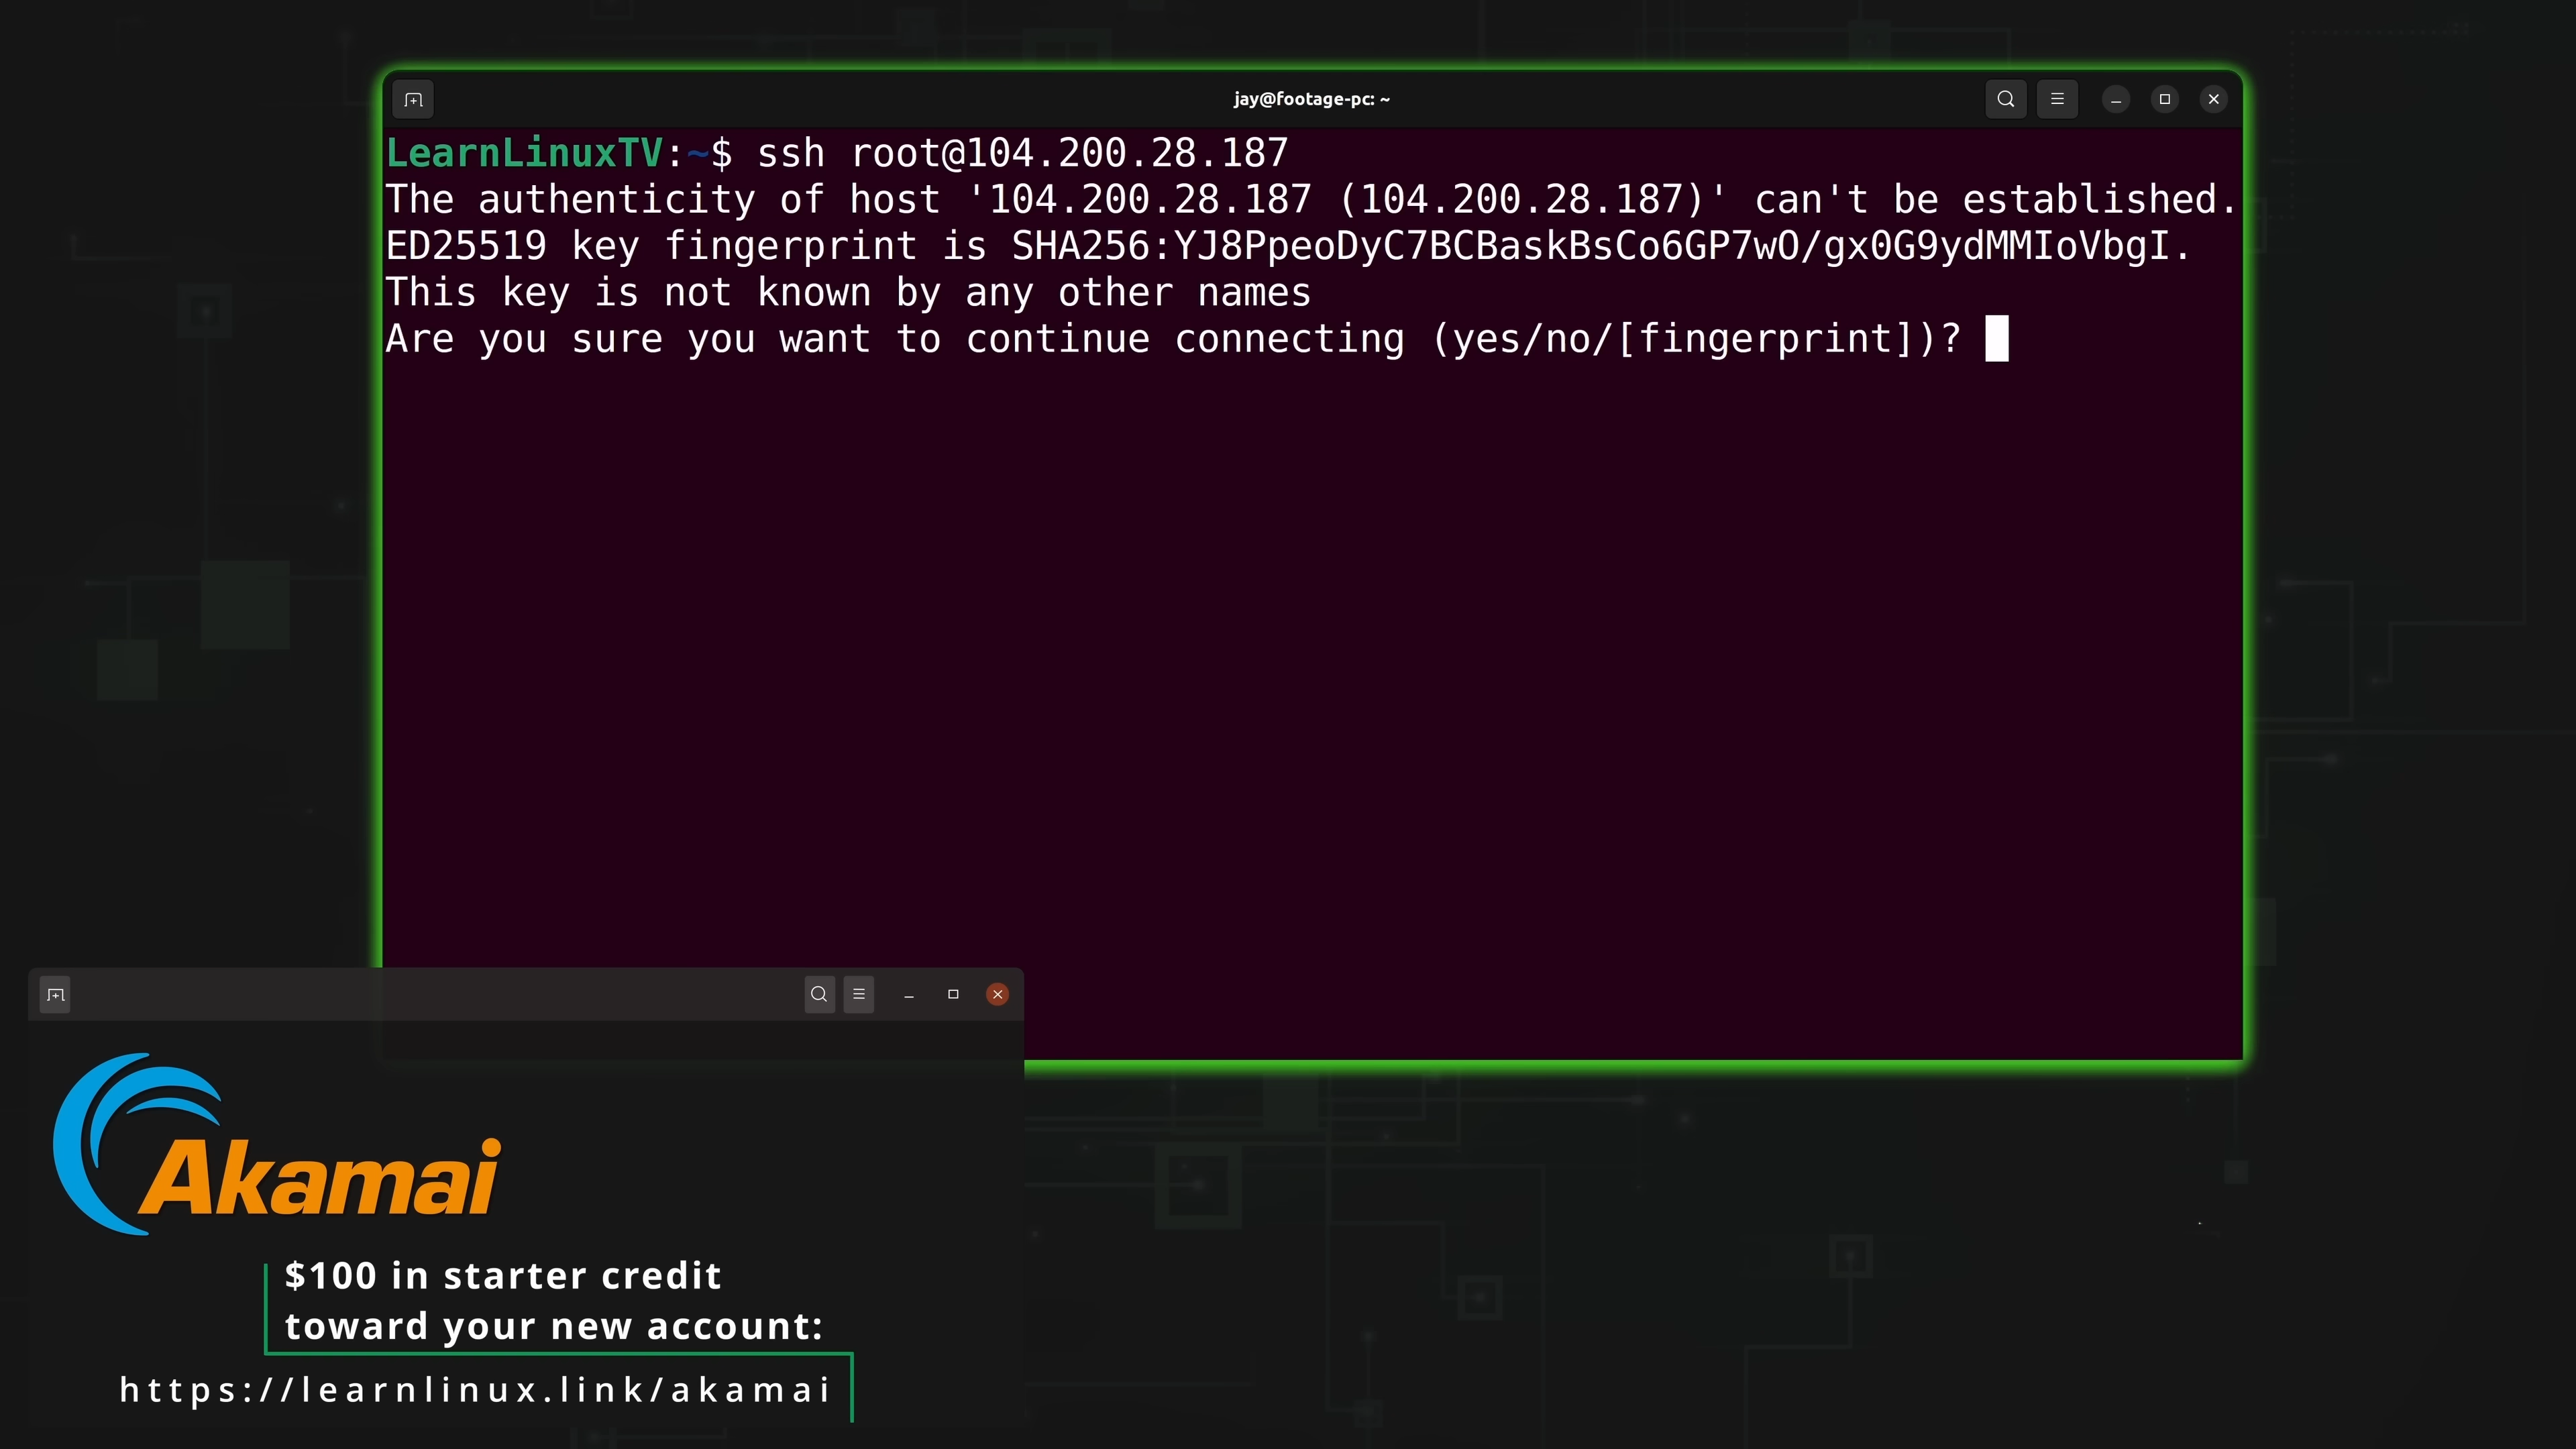 jay@footage-pc: ~
LearnLinuxTV:~$ ssh root@104.200.28.187
The authenticity of host '104.200.28.187 (104.200.28.187)' can't be established.
ED25519 key fingerprint is SHA256:YJ8PpeoDyC7BCBaskBsCo6GP7wO/gx0G9ydMMIoVbgI.
This key is not known by any other names
Are you sure you want to continue connecting (yes/no/[fingerprint])?
Akamai
$100 in starter credit
toward your new account:
https://learnlinux.link/akamai